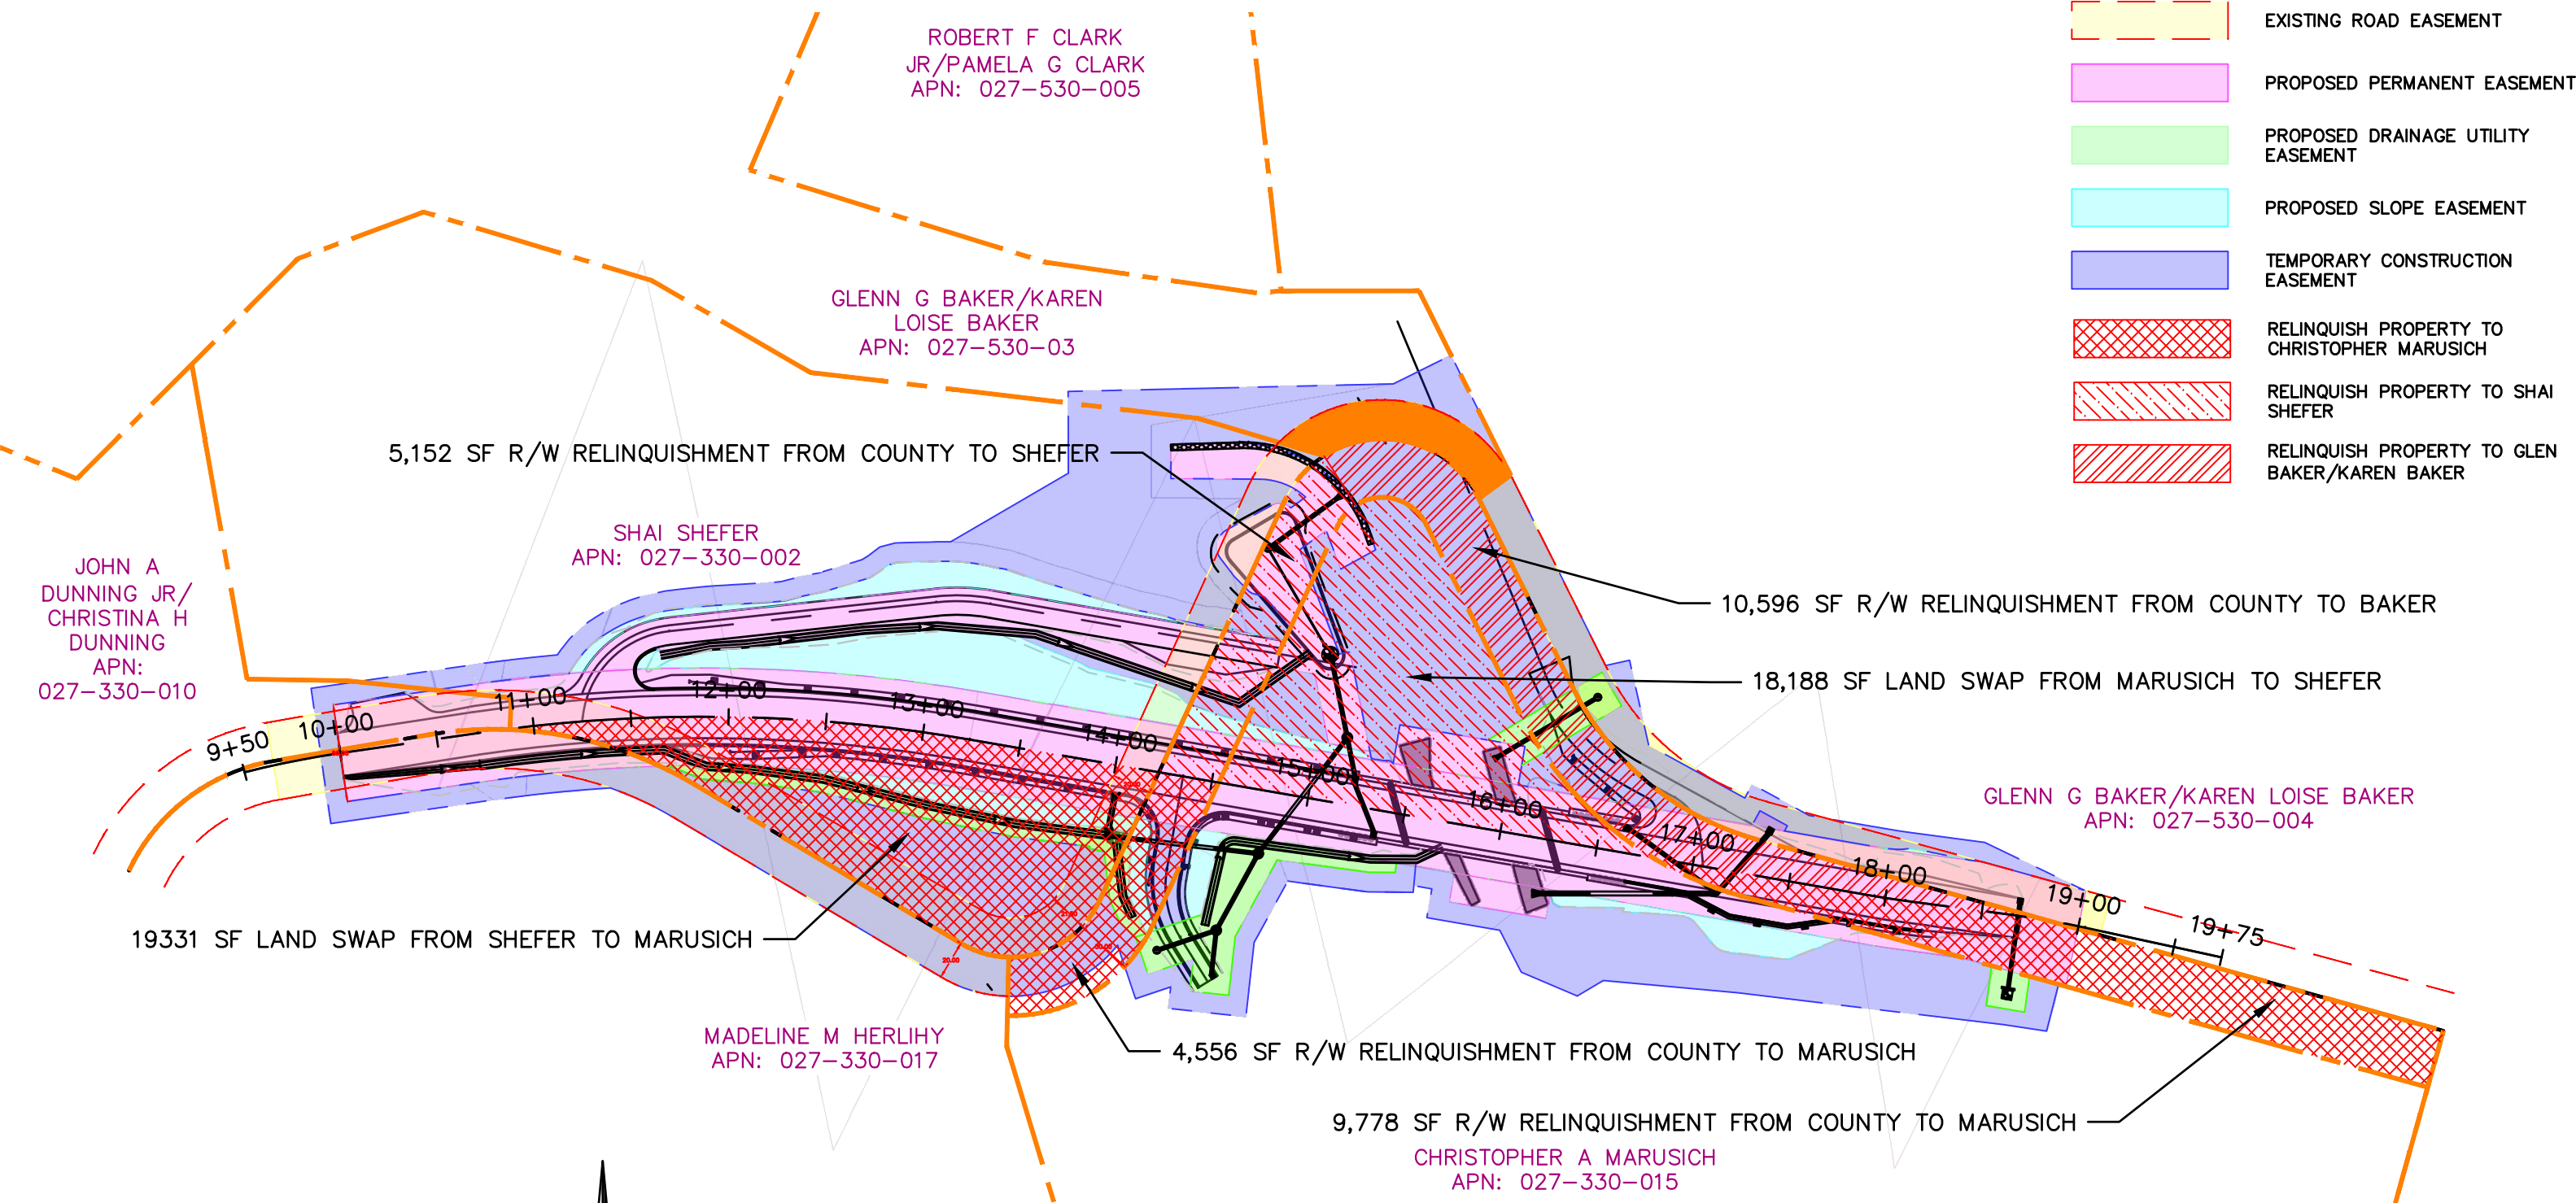 EXISTING ROAD EASEMENT
PROPOSED PERMANENT EASEMENT
PROPOSED DRAINAGE UTILITY
EASEMENT
PROPOSED SLOPE EASEMENT
TEMPORARY CONSTRUCTION
EASEMENT
RELINQUISH PROPERTY TO
CHRISTOPHER MARUSICH
RELINQUISH PROPERTY TO SHAI
SHEFER
RELINQUISH PROPERTY TO GLEN
BAKER/KAREN BAKER
ROBERT F CLARK
JR/PAMELA G CLARK
APN: 027-530-005
GLENN G BAKER/KAREN
LOISE BAKER
APN: 027-530-03
5,152 SF R/W RELINQUISHMENT FROM COUNTY TO SHEFER
SHAI SHEFER
APN: 027-330-002
JOHN A
DUNNING JR/
CHRISTINA H
DUNNING
APN:
027-330-010
10,596 SF R/W RELINQUISHMENT FROM COUNTY TO BAKER
18,188 SF LAND SWAP FROM MARUSICH TO SHEFER
9+50
10+00
11+00
12+00
13+00
14+00
15+00
16+00
17+00
18+00
19+00
19+75
GLENN G BAKER/KAREN LOISE BAKER
APN: 027-530-004
19331 SF LAND SWAP FROM SHEFER TO MARUSICH
20.00
MADELINE M HERLIHY
APN: 027-330-017
4,556 SF R/W RELINQUISHMENT FROM COUNTY TO MARUSICH
9,778 SF R/W RELINQUISHMENT FROM COUNTY TO MARUSICH
CHRISTOPHER A MARUSICH
APN: 027-330-015